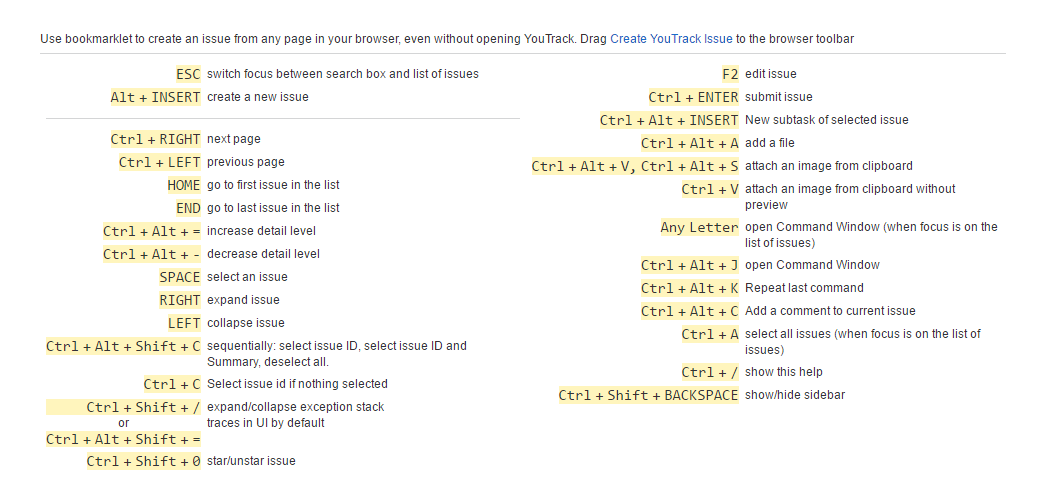 Use bookmarklet to create an issue from any page in your browser, even without opening YouTrack. Drag Create YouTrack Issue to the browser toolbar
ESC switch focus between search box and list of issues
Alt + INSERT create a new issue
Ctrl + RIGHT next page
Ctrl + LEFT previous page
HOME go to first issue in the list
END go to last issue in the list
Ctrl + Alt + = increase detail level
Ctrl + Alt + - decrease detail level
SPACE select an issue
RIGHT expand issue
LEFT collapse issue
Ctrl + Alt + Shift + C sequentially: select issue ID, select issue ID and
Summary, deselect all.
Ctrl + C Select issue id if nothing selected
Ctrl + Shift + / expand/collapse exception stack
or traces in UI by default
Ctrl + Alt + Shift + =
Ctrl + Shift + 0 star/unstar issue
F2 edit issue
Ctrl + ENTER submit issue
Ctrl + Alt + INSERT New subtask of selected issue
Ctrl + Alt + A add a file
Ctrl + Alt + V, Ctrl + Alt + S attach an image from clipboard
Ctrl + V attach an image from clipboard without
preview
Any Letter open Command Window (when focus is on the
list of issues)
Ctrl + Alt + J open Command Window
Ctrl + Alt + K Repeat last command
Ctrl + Alt + C Add a comment to current issue
Ctrl + A select all issues (when focus is on the list of
issues)
Ctrl + / show this help
Ctrl + Shift + BACKSPACE show/hide sidebar